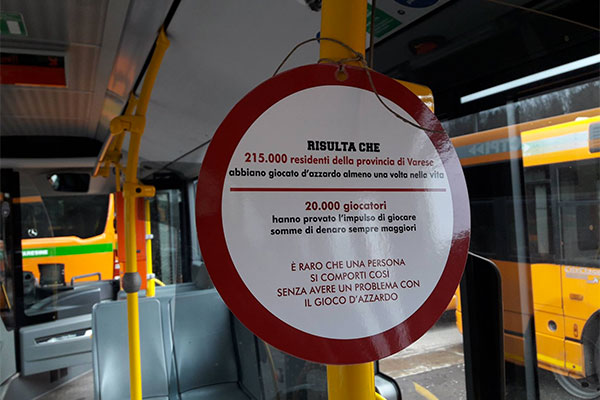 RISULTA CHE
215.000 residenti della provincia di Varese
abbiano giocato d'azzardo almeno una volta nella vita
20.000 giocatori
hanno provato l'impulso di giocare
somme di denaro sempre maggiori
È RARO CHE UNA PERSONA
SI COMPORTI COSÌ
SENZA AVERE UN PROBLEMA CON
IL GIOCO D'AZZARDO